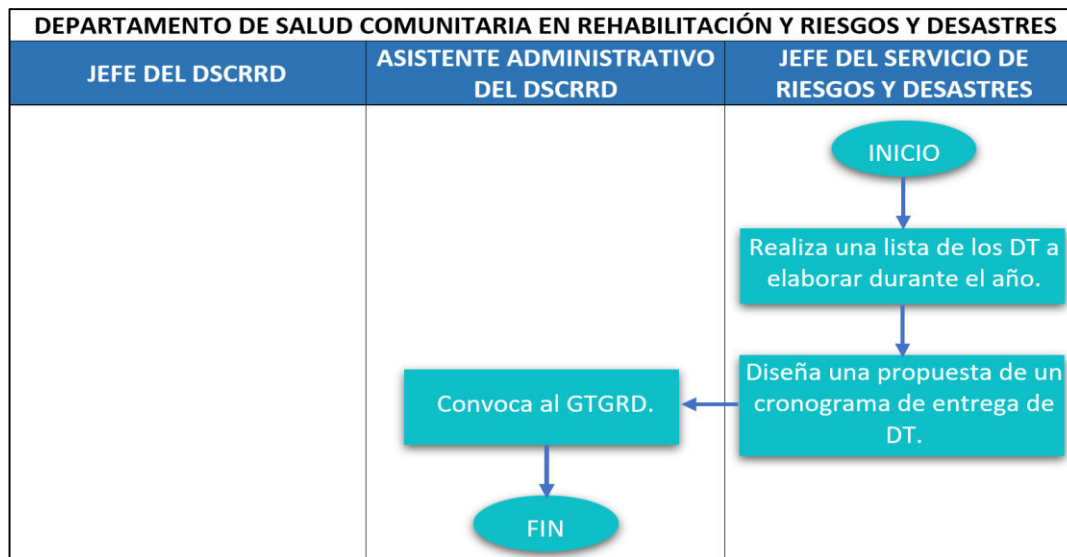 DEPARTAMENTO DE SALUD COMUNITARIA EN REHABILITACIÓN Y RIESGOS Y DESASTRES
JEFE DEL DSCRRD
ASISTENTE ADMINISTRATIVO
DEL DSCRRD
JEFE DEL SERVICIO DE
RIESGOS Y DESASTRES
INICIO
Realiza una lista de los DT a
elaborar durante el año.
Diseña una propuesta de un
cronograma de entrega de
DT.
Convoca al GTGRD.
FIN